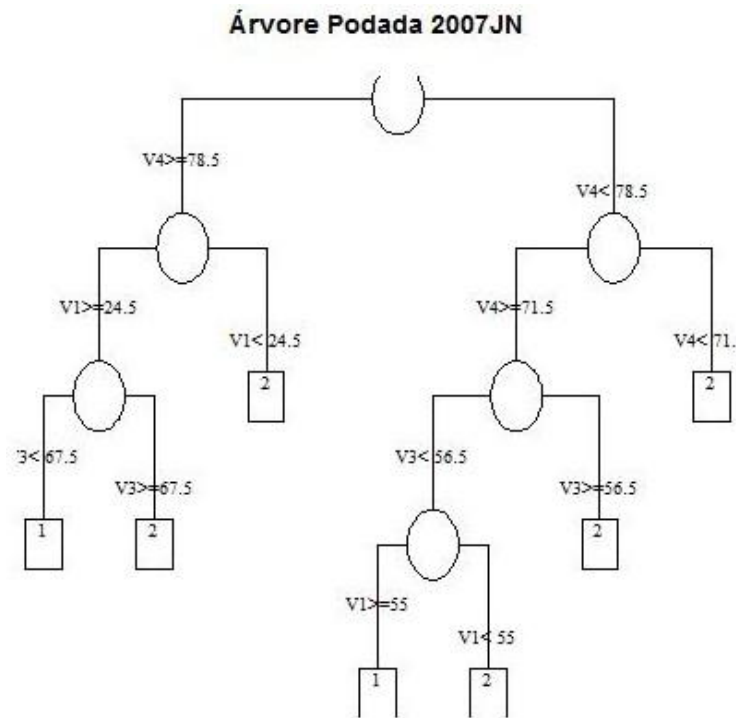 Árvore Podada 2007JN
V4>=78.5
V4< 78.5
V1>=24.5
V1< 24.5
V4>=71.5
V4< 71.
2
2
3< 67.5
V3>=67.5
V3< 56.5
V3>=56.5
1
2
2
V1>=55
V1< 55
1
2